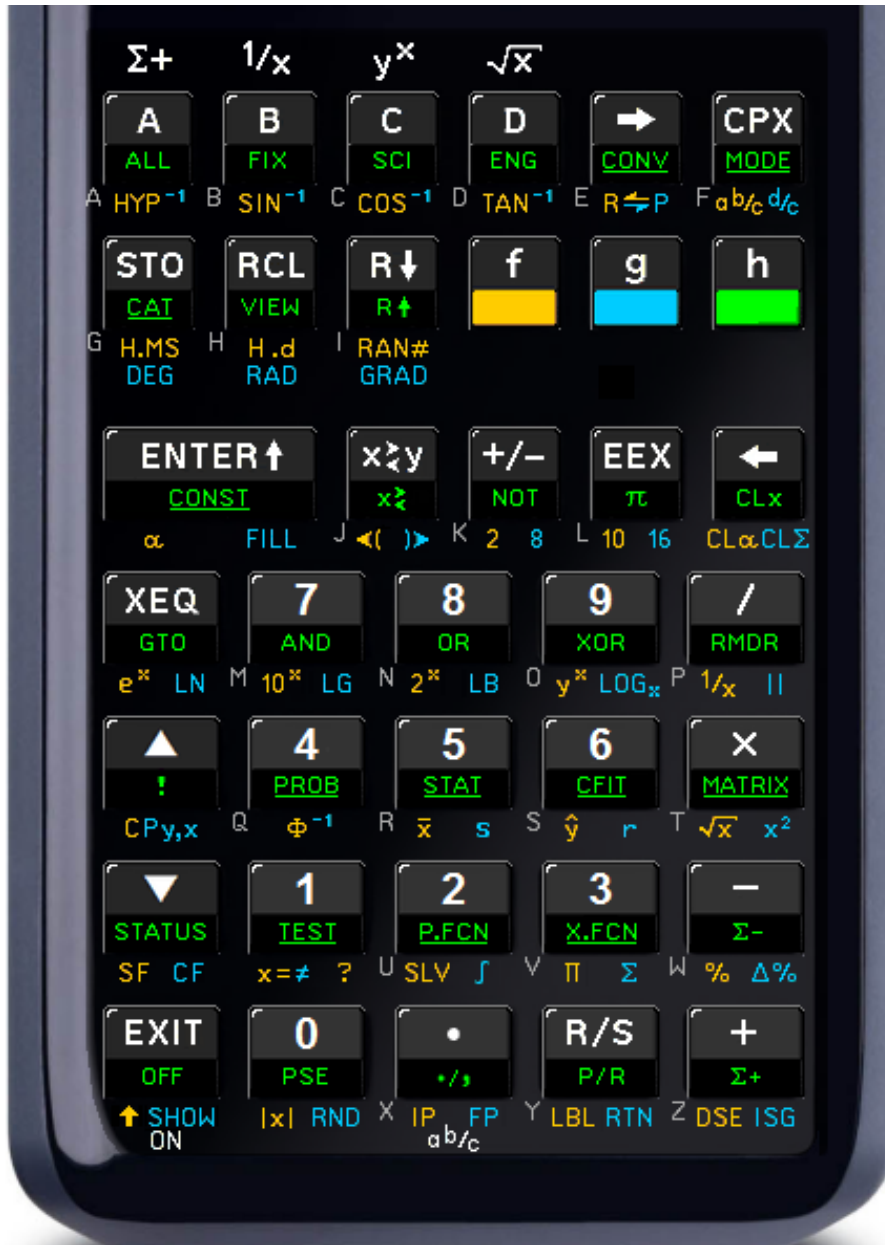 Σ+ 1/x yˣ √x
A B C D ➡ CPX
ALL FIX SCI ENG CONV MODE
A HYP⁻¹ B SIN⁻¹ C COS⁻¹ D TAN⁻¹ E R⇆P F ab/c d/c
STO RCL R↓ f g h
CAT VIEW R↑
G H.MS H H.d I RAN#
DEG RAD GRAD
ENTER↑ x≷y +/− EEX ←
CONST x≷ NOT π CLx
α FILL J ◀( )▶ K 2 8 L 10 16 CLα CLΣ
XEQ 7 8 9 /
GTO AND OR XOR RMDR
eˣ LN M 10ˣ LG N 2ˣ LB O yˣ LOGₓ P 1/x ||
▲ 4 5 6 ×
! PROB STAT CFIT MATRIX
CPy,x Q Φ⁻¹ R x̄ s S ŷ r T √x x²
▼ 1 2 3 −
STATUS TEST P.FCN X.FCN Σ−
SF CF x=≠ ? U SLV ∫ V Π Σ W % Δ%
EXIT 0 • R/S +
OFF PSE ./, P/R Σ+
↑ SHOW |x| RND X IP FP Y LBL RTN Z DSE ISG
ON ab/c